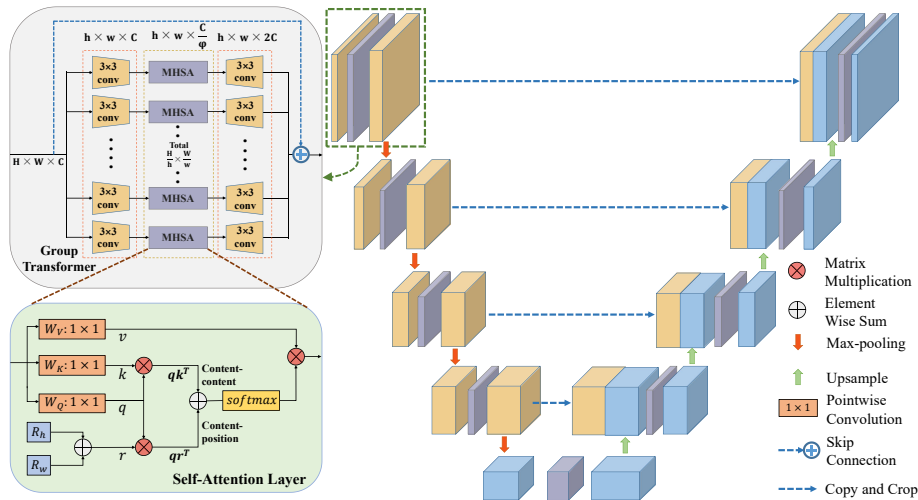 h × w × C
h × w × C/φ
h × w × 2C
3×3 conv
MHSA
3×3 conv
3×3 conv
MHSA
3×3 conv
Total
H/h × W/w
H × W × C
3×3 conv
MHSA
3×3 conv
3×3 conv
MHSA
3×3 conv
Group
Transformer
W_V: 1 × 1
v
W_K: 1 × 1
k
qk^T
Content-
content
softmax
W_Q: 1 × 1
q
Content-
position
R_h
R_w
r
qr^T
Self-Attention Layer
Matrix
Multiplication
Element
Wise Sum
Max-pooling
Upsample
1 × 1
Pointwise
Convolution
Skip
Connection
Copy and Crop